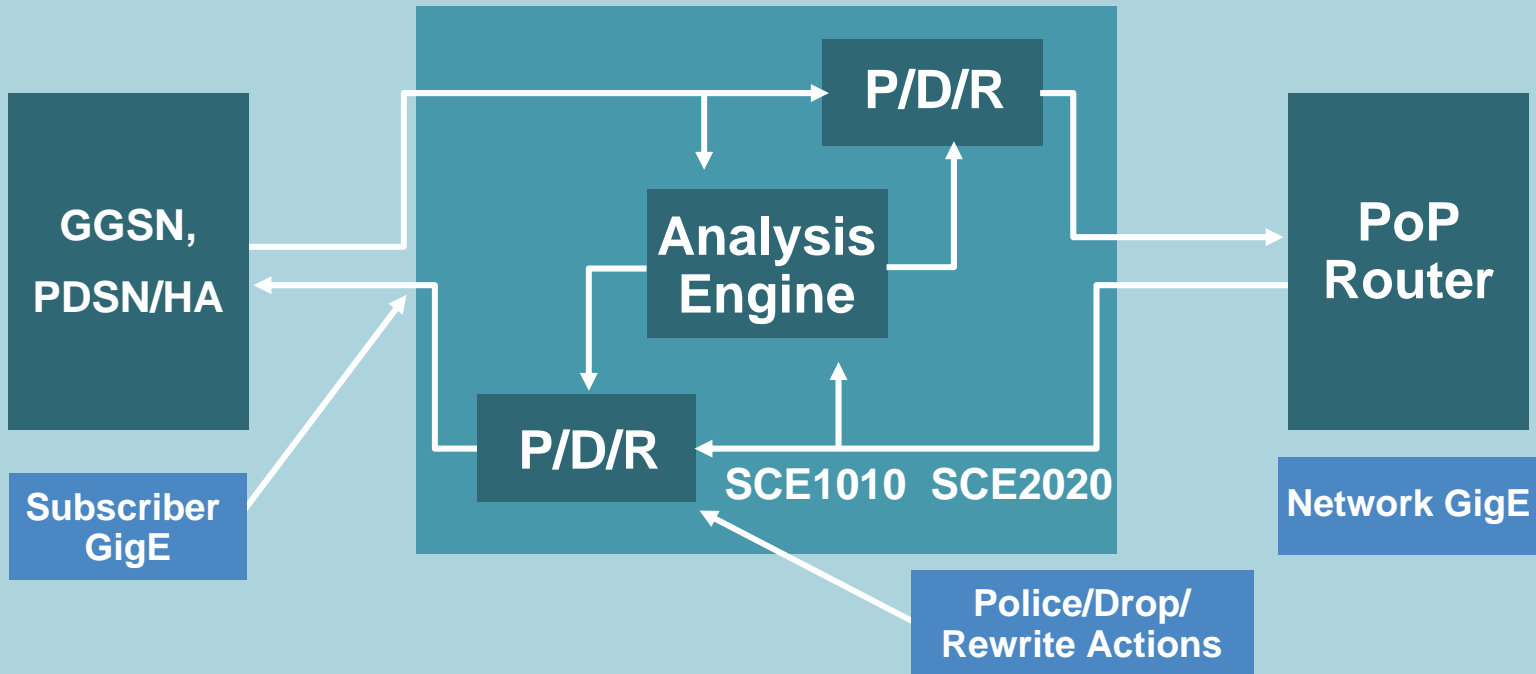 P/D/R
GGSN,
PDSN/HA
Analysis
Engine
PoP
Router
P/D/R
SCE1010 SCE2020
Subscriber
GigE
Network GigE
Police/Drop/
Rewrite Actions